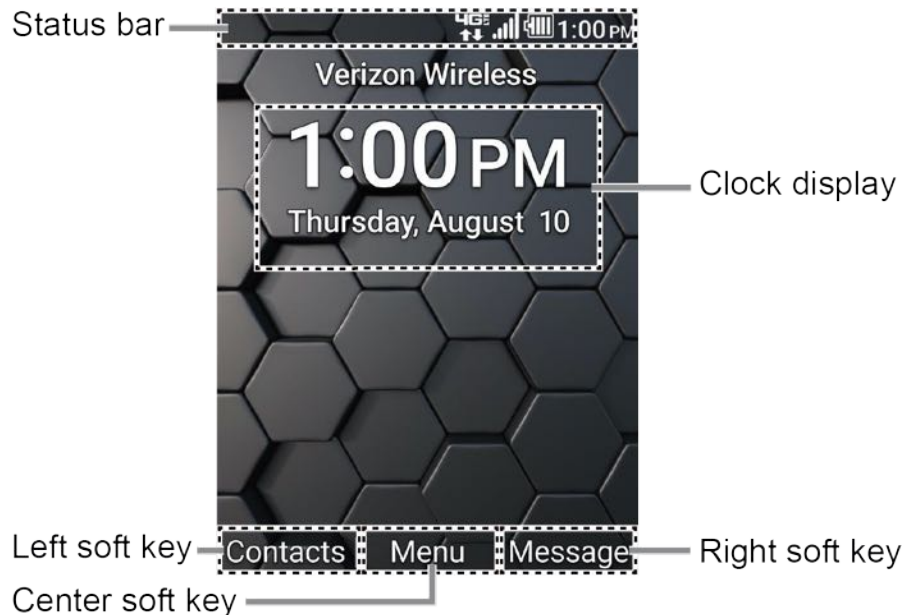 Status bar
4GE 1:00 PM
Verizon Wireless
1:00 PM
Thursday, August 10
Clock display
Left soft key
Contacts
Menu
Message
Right soft key
Center soft key